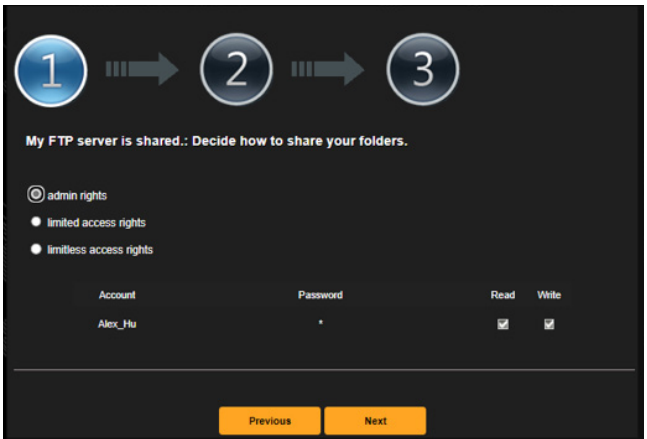 1 2 3
My FTP server is shared.: Decide how to share your folders.
admin rights
limited access rights
limitless access rights
Account Password Read Write
Alex_Hu *
Previous Next